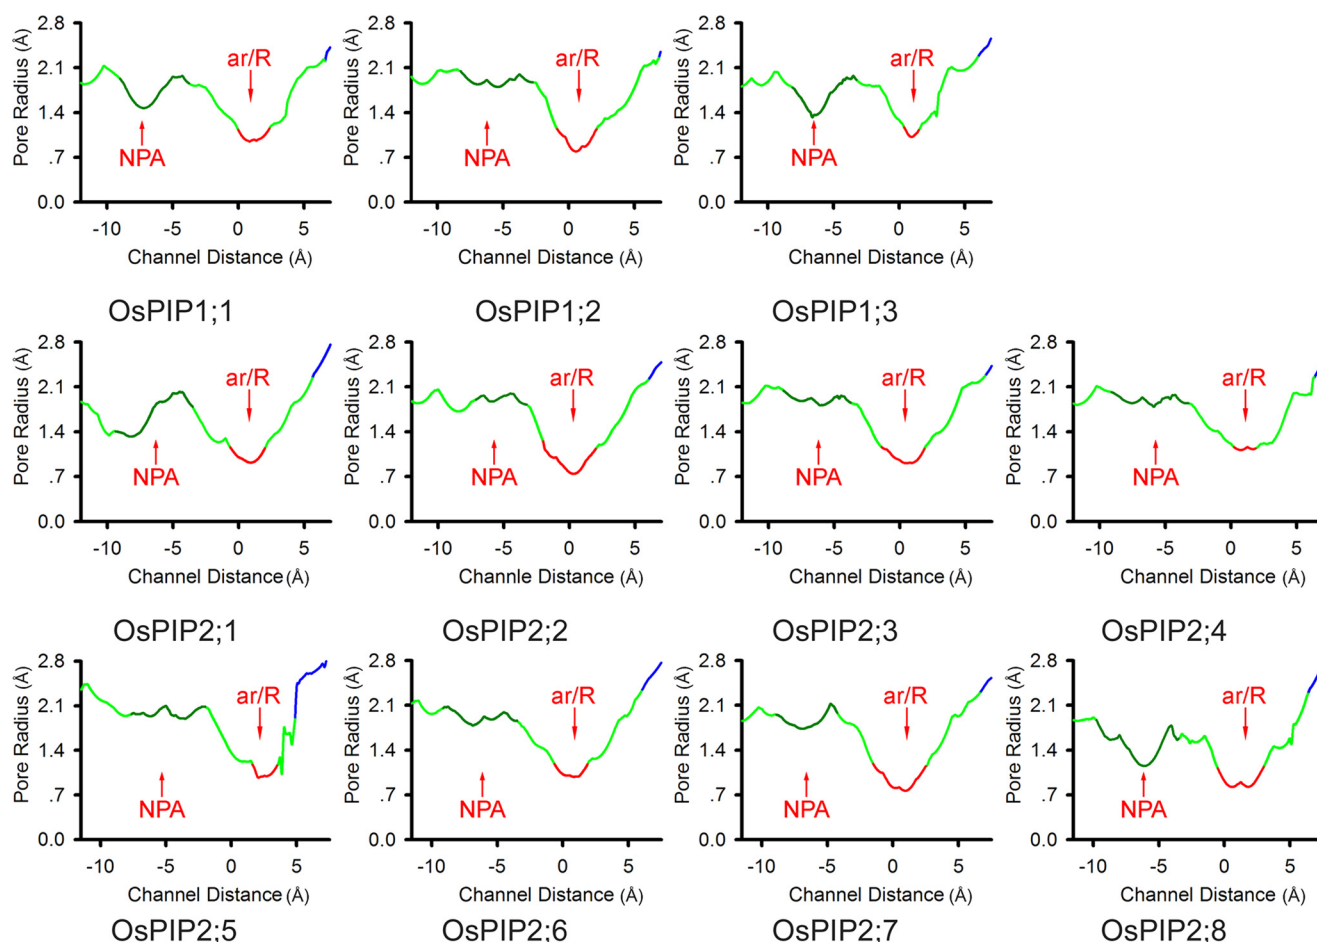 2.8
2.1
1.4
.7
0.0
Pore Radius (Å)
ar/R
NPA
-10
-5
0
5
Channel Distance (Å)
OsPIP1;1
2.8
2.1
1.4
.7
0.0
Pore Radius (Å)
ar/R
NPA
-10
-5
0
5
Channel Distance (Å)
OsPIP1;2
2.8
2.1
1.4
.7
0.0
Pore Radius (Å)
ar/R
NPA
-10
-5
0
5
Channel Distance (Å)
OsPIP1;3
2.8
2.1
1.4
.7
0.0
Pore Radius (Å)
ar/R
NPA
-10
-5
0
5
Channel Distance (Å)
OsPIP2;1
2.8
2.1
1.4
.7
0.0
Pore Radius (Å)
ar/R
NPA
-10
-5
0
5
Channle Distance (Å)
OsPIP2;2
2.8
2.1
1.4
.7
0.0
Pore Radius (Å)
ar/R
NPA
-10
-5
0
5
Channel Distance (Å)
OsPIP2;3
2.8
2.1
1.4
.7
0.0
Pore Radius (Å)
ar/R
NPA
-10
-5
0
5
Channel Distance (Å)
OsPIP2;4
2.8
2.1
1.4
.7
0.0
Pore Radius (Å)
ar/R
NPA
-10
-5
0
5
Channel Distance (Å)
OsPIP2;5
2.8
2.1
1.4
.7
0.0
Pore Radius (Å)
ar/R
NPA
-10
-5
0
5
Channel Distance (Å)
OsPIP2;6
2.8
2.1
1.4
.7
0.0
Pore Radius (Å)
ar/R
NPA
-10
-5
0
5
Channel Distance (Å)
OsPIP2;7
2.8
2.1
1.4
.7
0.0
Pore Radius (Å)
ar/R
NPA
-10
-5
0
5
Channel Distance (Å)
OsPIP2;8